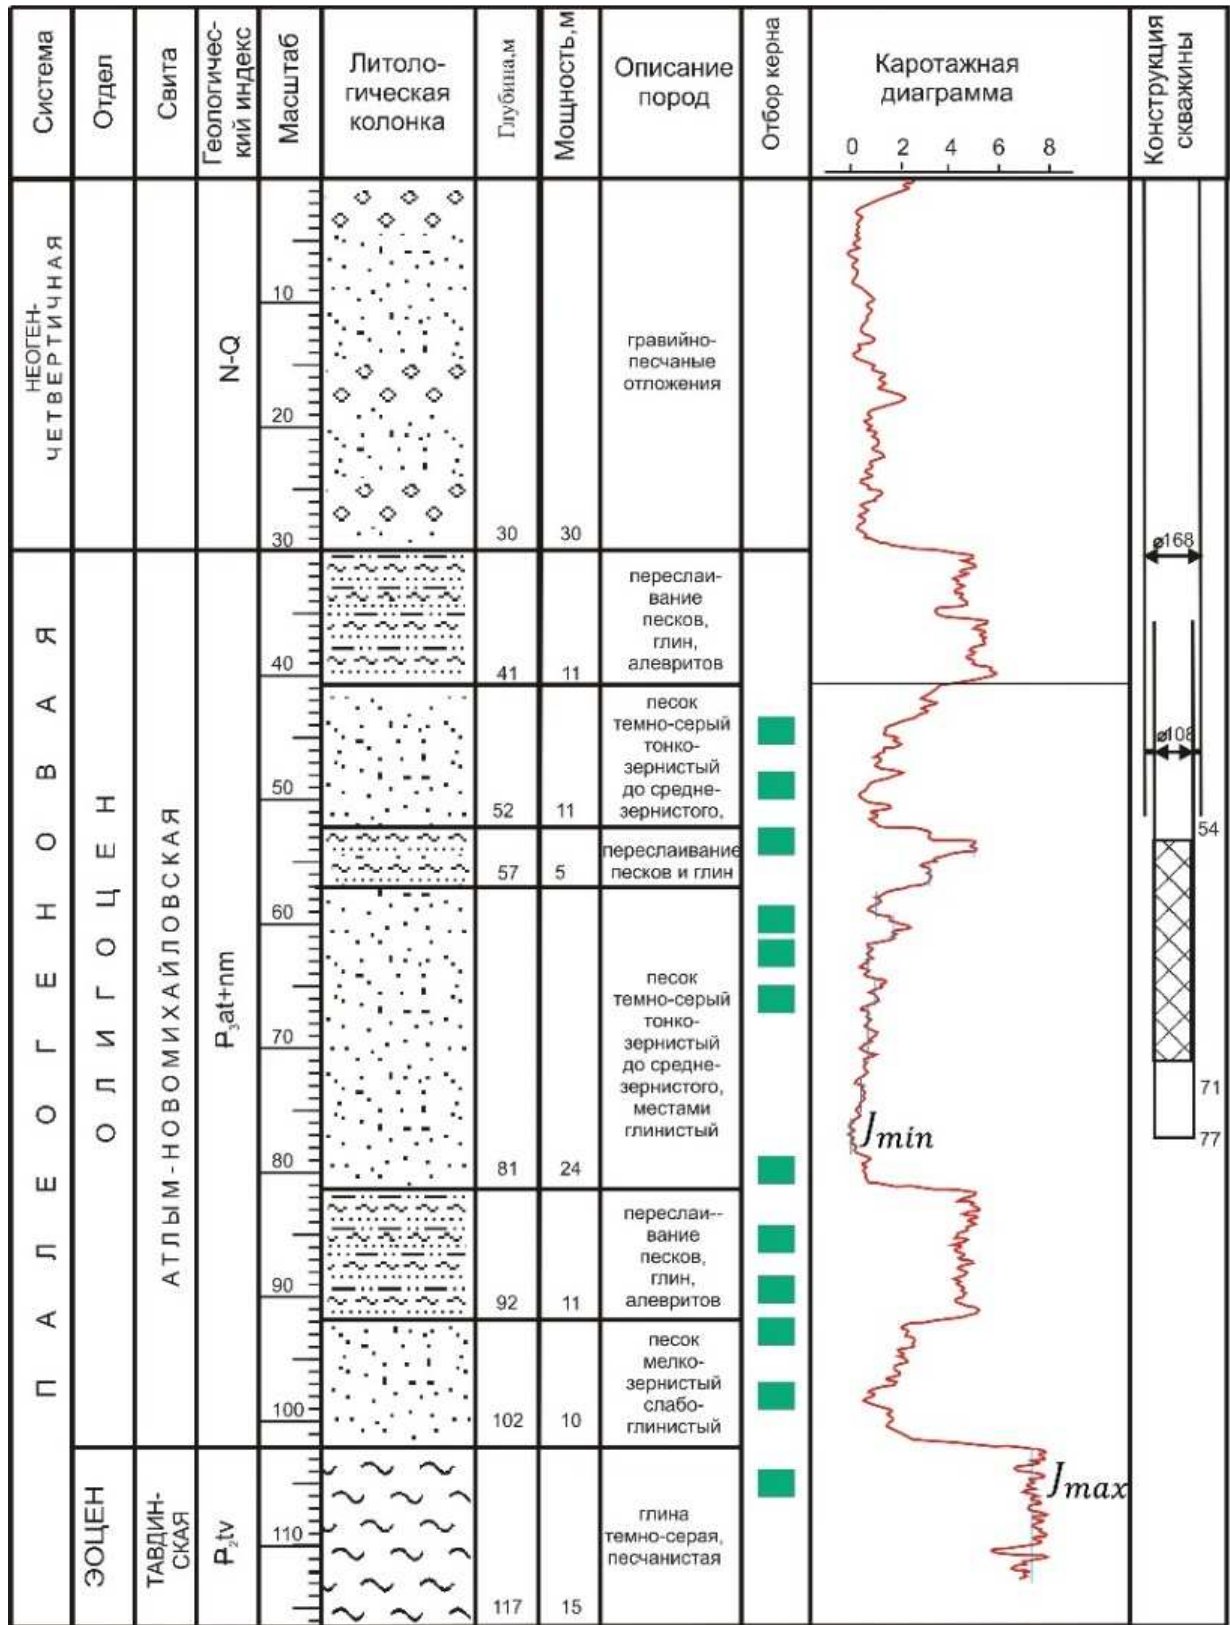 Система
Отдел
Свита
Геологичес-
кий индекс
Масштаб
Литоло-
гическая
колонка
Глубина,м
Мощность,м
Описание
пород
Отбор керна
Каротажная
диаграмма
0 2 4 6 8
Конструкция
скважины
НЕОГЕН-
ЧЕТВЕРТИЧНАЯ
N-Q
10
20
30
30
30
гравийно-
песчаные
отложения
ПАЛЕОГЕНОВАЯ
ОЛИГОЦЕН
АТЛЫМ-НОВОМИХАЙЛОВСКАЯ
P₃at+nm
40
41
11
переслаи-
вание
песков,
глин,
алевритов
ø168
50
52
11
песок
темно-серый
тонко-
зернистый
до средне-
зернистого,
ø108
54
57
5
переслаивание
песков и глин
60
70
80
81
24
песок
темно-серый
тонко-
зернистый
до средне-
зернистого,
местами
глинистый
Jmin
71
77
90
92
11
переслаи--
вание
песков,
глин,
алевритов
100
102
10
песок
мелко-
зернистый
слабо-
глинистый
ЭОЦЕН
ТАВДИН-
СКАЯ
P₂tv
110
117
15
глина
темно-серая,
песчанистая
Jmax